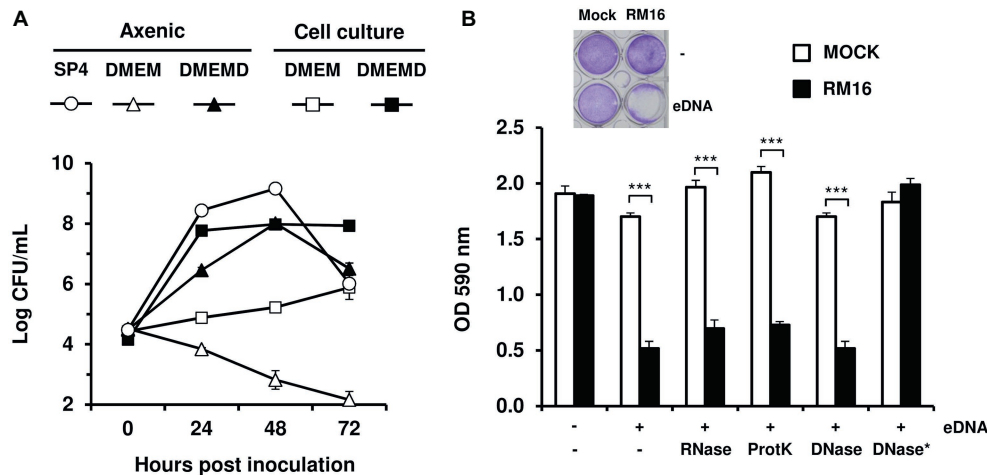 A
Axenic Cell culture
SP4 DMEM DMEMD DMEM DMEMD
10
8
6
4
2
Log CFU/mL
0 24 48 72
Hours post inoculation
B
Mock RM16
-
eDNA
MOCK
RM16
2.5
2.0
1.5
1.0
0.5
0.0
OD 590 nm
*** *** *** ***
- + + + + + eDNA
- - RNase ProtK DNase DNase*